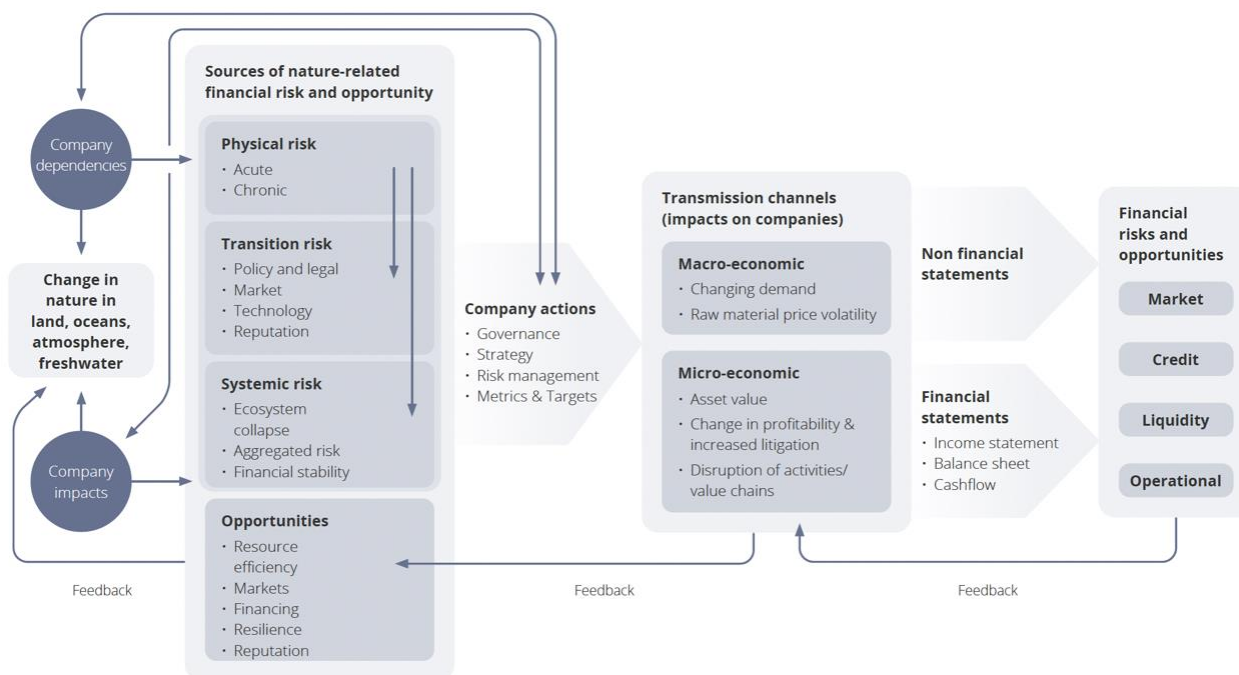 Company
dependencies
Change in
nature in
land, oceans,
atmosphere,
freshwater
Company
impacts
Feedback
Sources of nature-related
financial risk and opportunity
Physical risk
· Acute
· Chronic
Transition risk
· Policy and legal
· Market
· Technology
· Reputation
Systemic risk
· Ecosystem
collapse
· Aggregated risk
· Financial stability
Opportunities
· Resource
efficiency
· Markets
· Financing
· Resilience
· Reputation
Company actions
· Governance
· Strategy
· Risk management
· Metrics & Targets
Feedback
Transmission channels
(impacts on companies)
Macro-economic
· Changing demand
· Raw material price volatility
Micro-economic
· Asset value
· Change in profitability &
increased litigation
· Disruption of activities/
value chains
Non financial
statements
Financial
statements
· Income statement
· Balance sheet
· Cashflow
Feedback
Financial
risks and
opportunities
Market
Credit
Liquidity
Operational